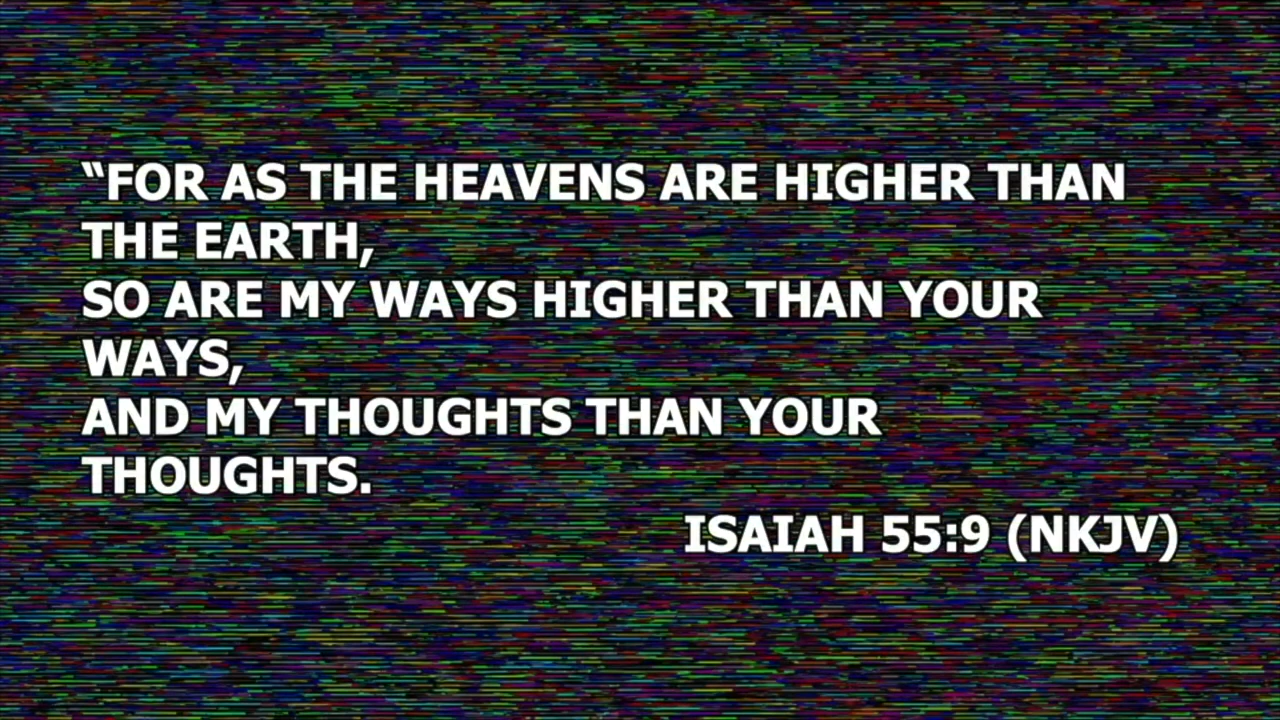 “FOR AS THE HEAVENS ARE HIGHER THAN
THE EARTH,
SO ARE MY WAYS HIGHER THAN YOUR
WAYS,
AND MY THOUGHTS THAN YOUR
THOUGHTS.
ISAIAH 55:9 (NKJV)